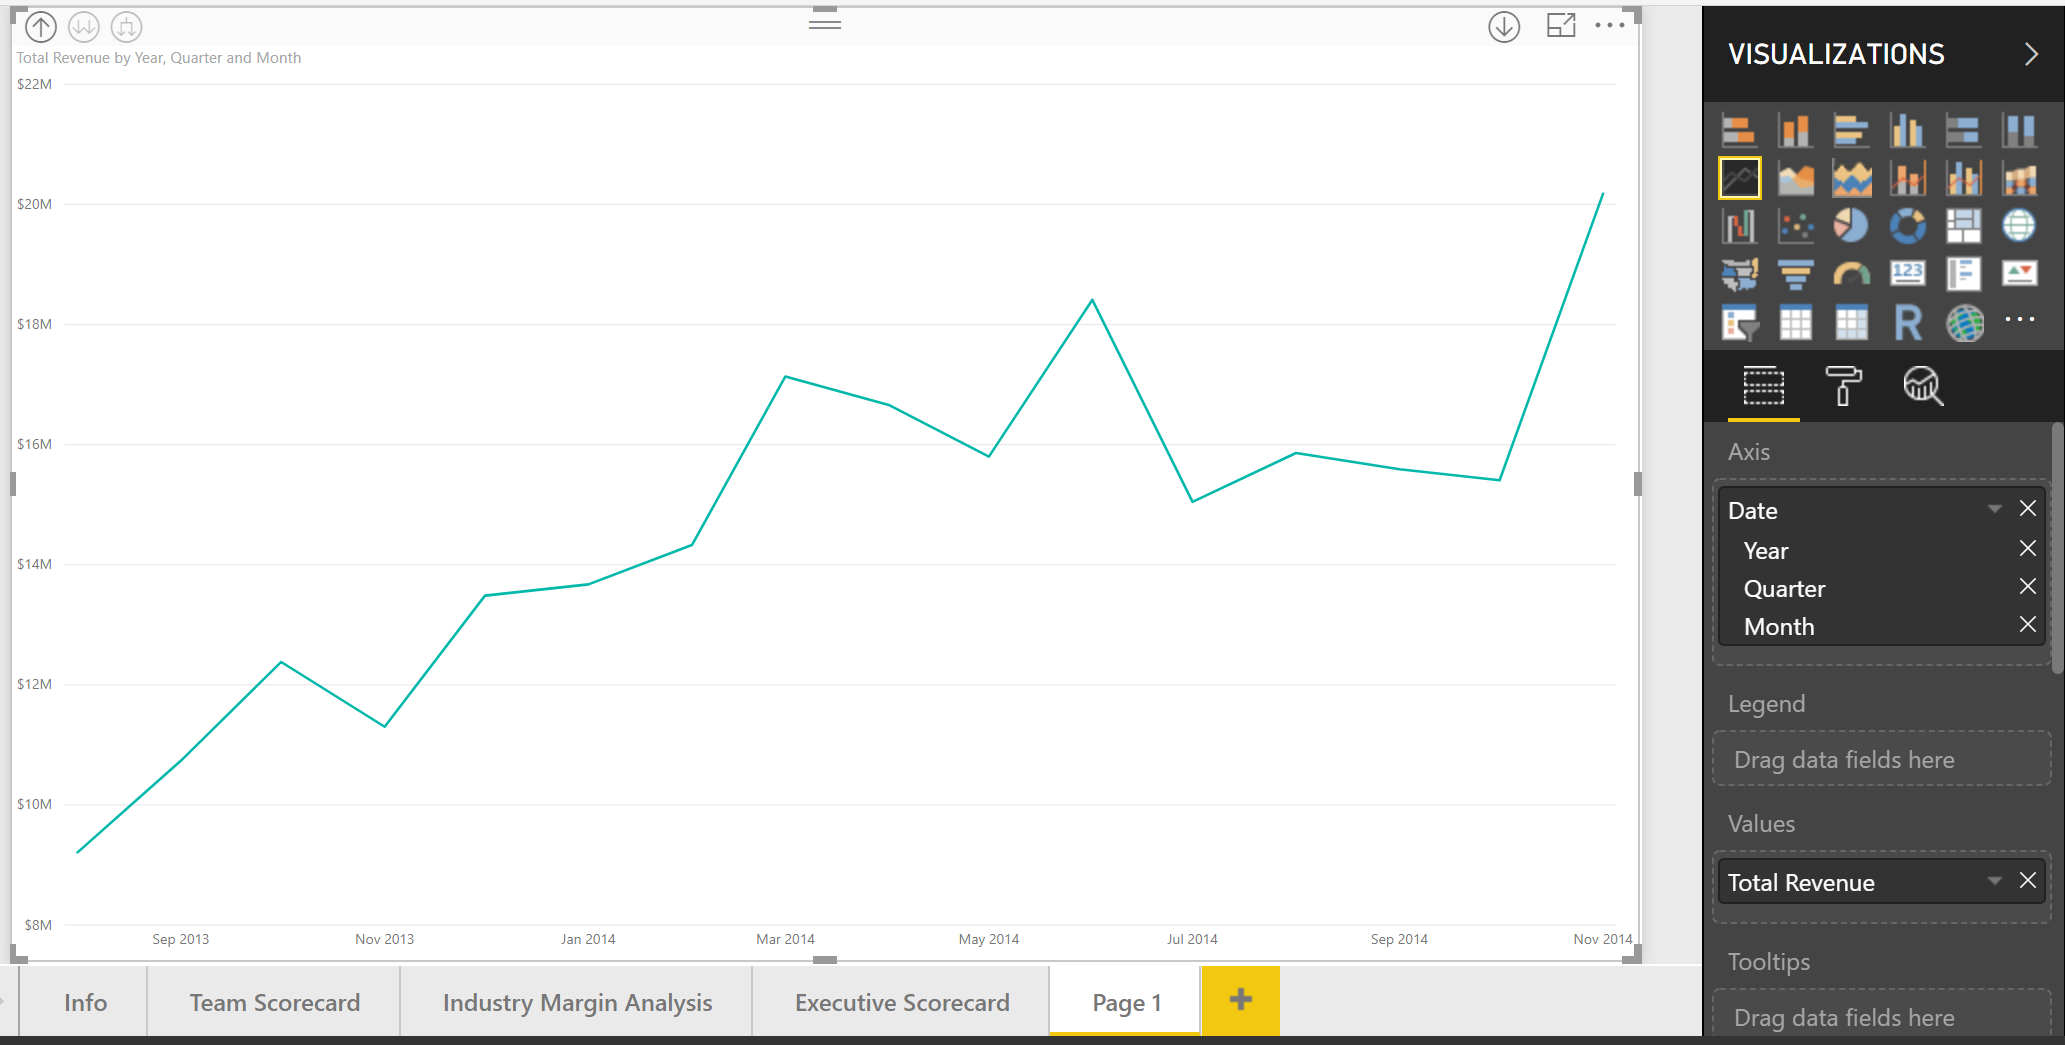 Total Revenue by Year, Quarter and Month
$22M
$20M
$18M
$16M
$14M
$12M
$10M
$8M
Sep 2013 Nov 2013 Jan 2014 Mar 2014 May 2014 Jul 2014 Sep 2014 Nov 2014
Info Team Scorecard Industry Margin Analysis Executive Scorecard Page 1 +
VISUALIZATIONS
123
R
Axis
Date
Year
Quarter
Month
Legend
Drag data fields here
Values
Total Revenue
Tooltips
Drag data fields here